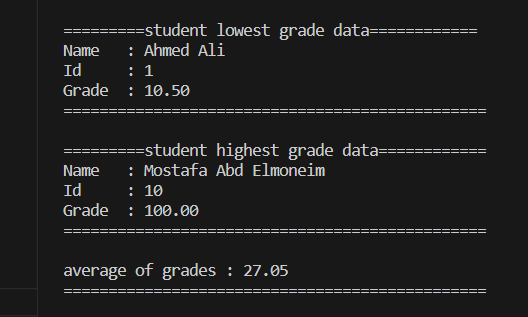 =========student lowest grade data============
Name   : Ahmed Ali
Id     : 1
Grade  : 10.50
===============================================
=========student highest grade data============
Name   : Mostafa Abd Elmoneim
Id     : 10
Grade  : 100.00
===============================================
average of grades : 27.05
===============================================